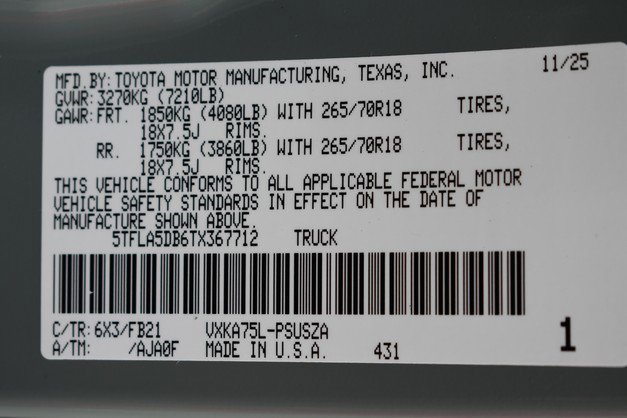 MFD.BY:TOYOTA MOTOR MANUFACTURING, TEXAS, INC. 11/25
GVWR:3270KG (7210LB)
GAWR:FRT. 1850KG (4080LB) WITH 265/70R18 TIRES,
18X7.5J RIMS.
RR. 1750KG (3860LB) WITH 265/70R18 TIRES,
18X7.5J RIMS.
THIS VEHICLE CONFORMS TO ALL APPLICABLE FEDERAL MOTOR
VEHICLE SAFETY STANDARDS IN EFFECT ON THE DATE OF
MANUFACTURE SHOWN ABOVE.
5TFLA5DB6TX367712 TRUCK
C/TR:6X3/FB21 VXKA75L-PSUSZA
A/TM: /AJA0F MADE IN U.S.A. 431 1